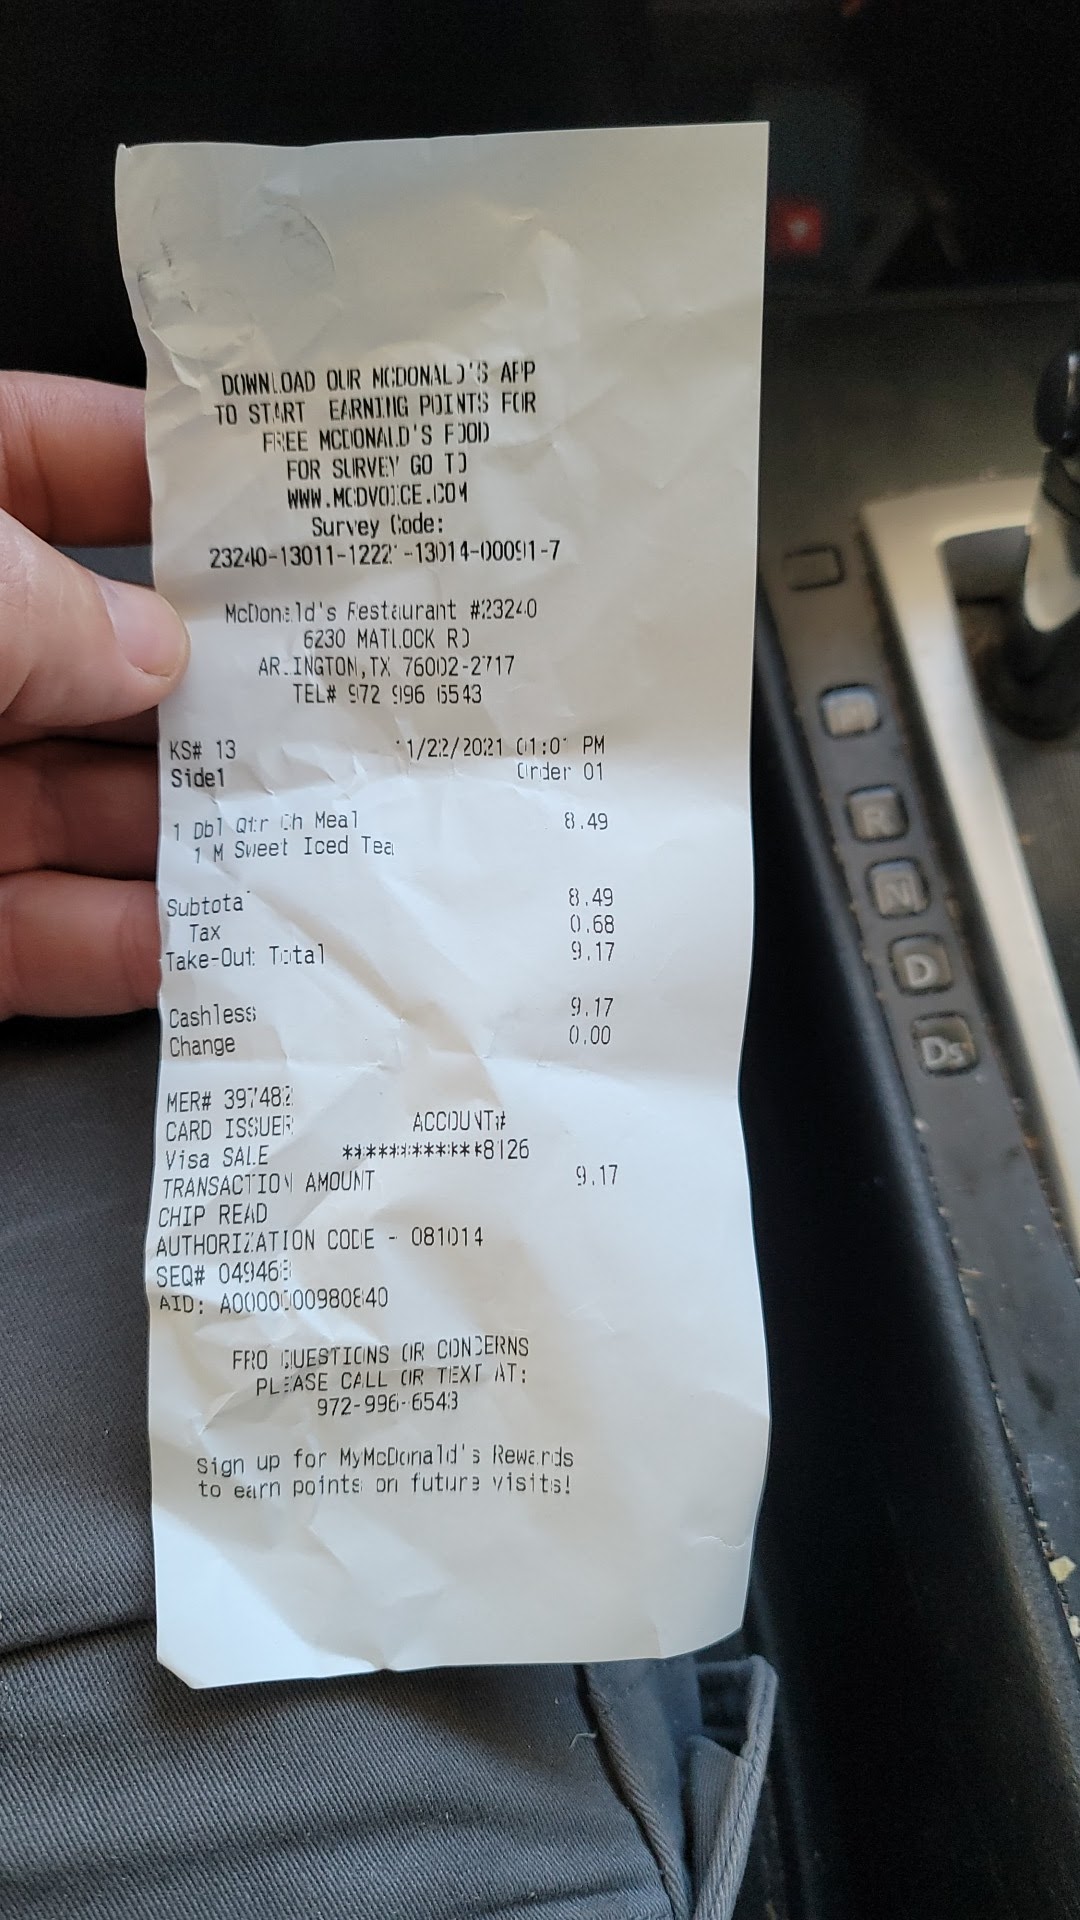 DOWNLOAD OUR MCDONALD'S APP
TO START EARNING POINTS FOR
FREE MCDONALD'S FOOD
FOR SURVEY GO TO
WWW.MCDVOICE.COM
Survey Code:
McDonald's Restaurant #23240
6230 MATLOCK RD
ARLINGTON,TX 76002-2717
TEL# 972 996 6543
KS# 13 PM
Side1 Order 01
1 Dbl Qtr Ch Meal 8.49
1 M Sweet Iced Tea
Subtotal 8.49
Tax 0.68
Take-Out Total 9.17
Cashless 9.17
Change 0.00
MER# 397482
CARD ISSUER ACCOUNT#
Visa SALE ************8126
TRANSACTION AMOUNT 9.17
CHIP READ
AUTHORIZATION CODE - 081014
SEQ#
AID:
FRO QUESTIONS OR CONCERNS
PLEASE CALL OR TEXT AT:
972-996-6543
Sign up for MyMcDonald's Rewards
to earn points on future visits!
R
N
D
Ds